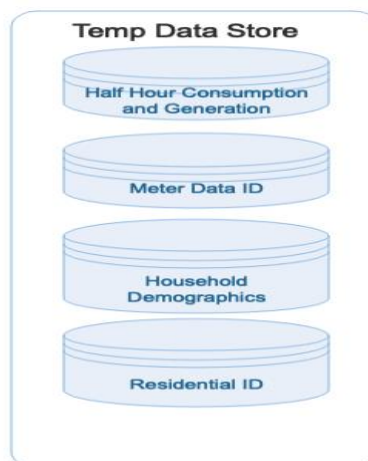 Temp Data Store
Half Hour Consumption
and Generation
Meter Data ID
Household
Demographics
Residential ID